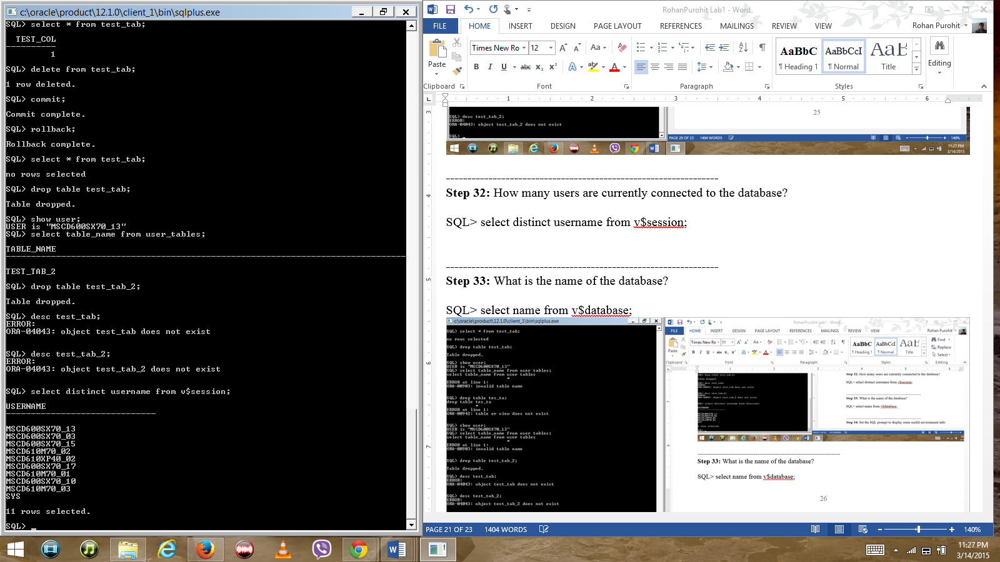 c:\oracle\product\12.1.0\client_1\bin\sqlplus.exe
SQL> select * from test_tab;
TEST_COL
----------
1
SQL> delete from test_tab;
1 row deleted.
SQL> commit;
Commit complete.
SQL> rollback;
Rollback complete.
SQL> select * from test_tab;
no rows selected
SQL> drop table test_tab;
Table dropped.
SQL> show user;
USER is "MSCD600SX70_13"
SQL> select table_name from user_tables;
TABLE_NAME
--------------------------------------------------------------------------------
TEST_TAB_2
SQL> drop table test_tab_2;
Table dropped.
SQL> desc test_tab;
ERROR:
ORA-04043: object test_tab does not exist
SQL> desc test_tab_2;
ERROR:
ORA-04043: object test_tab_2 does not exist
SQL> select distinct username from v$session;
USERNAME
------------------------------
MSCD600SX70_13
MSCD600SX70_03
MSCD600SX70_15
MSCD610M70_02
MSCD610XP40_02
MSCD600SX70_17
MSCD610M70_01
MSCD600SX70_10
MSCD610M70_03
SYS
11 rows selected.
SQL> _
RohanPurohit Lab1 - Word
FILE HOME INSERT DESIGN PAGE LAYOUT REFERENCES MAILINGS REVIEW VIEW Rohan Purohit
Paste
Times New Ro 12
AaBbC AaBbCcI AaB
¶ Heading 1 ¶ Normal Title
Editing
Clipboard Font Paragraph Styles
1 2 3 4 5 6
SQL> desc test_tab_2;
ERROR:
ORA-04043: object test_tab_2 does not exist
SQL> _
25
PAGE 20 OF 23 1404 WORDS 140%
11:27 PM
3/14/2015
Step 32: How many users are currently connected to the database?
SQL> select distinct username from v$session;
Step 33: What is the name of the database?
SQL> select name from v$database;
c:\oracle\product\12.1.0\client_1\bin\sqlplus.exe
SQL> select * from test_tab;
no rows selected
SQL> drop table test_tab;
Table dropped.
SQL> show user;
USER is "MSCD600SX70_13"
SQL> select table_name from user tables;
select table_name from user tables
*
ERROR at line 1:
ORA-00903: invalid table name
SQL> drop table tes_ta;
drop table tes_ta
*
ERROR at line 1:
ORA-00942: table or view does not exist
SQL> show user;
USER is "MSCD600SX70_13"
SQL> select table_name from user tables;
select table_name from user tables
*
ERROR at line 1:
ORA-00903: invalid table name
SQL> drop table test_tab_2;
Table dropped.
SQL> desc test_tab;
ERROR:
ORA-04043: object test_tab does not exist
SQL> desc test_tab_2;
ERROR:
ORA-04043: object test_tab_2 does not exist
RohanPurohit Lab1 - Word
FILE HOME INSERT DESIGN PAGE LAYOUT REFERENCES MAILINGS REVIEW VIEW Rohan Purohit
Paste
Times New Ro 11
AaBbC AaBbCcI AaB
¶ Heading 1 ¶ Normal Title
Find
Replace
Select
Clipboard Font Paragraph Styles Editing
Step 32: How many users are currently connected to the database?
SQL> select distinct username from v$session;
Step 33: What is the name of the database?
SQL> select name from v$database;
Step 34: Set the SQL prompt to display some useful environment info:
Step 33: What is the name of the database?
SQL> select name from v$database;
26
PAGE 21 OF 23 1404 WORDS 140%
11:27 PM
3/14/2015